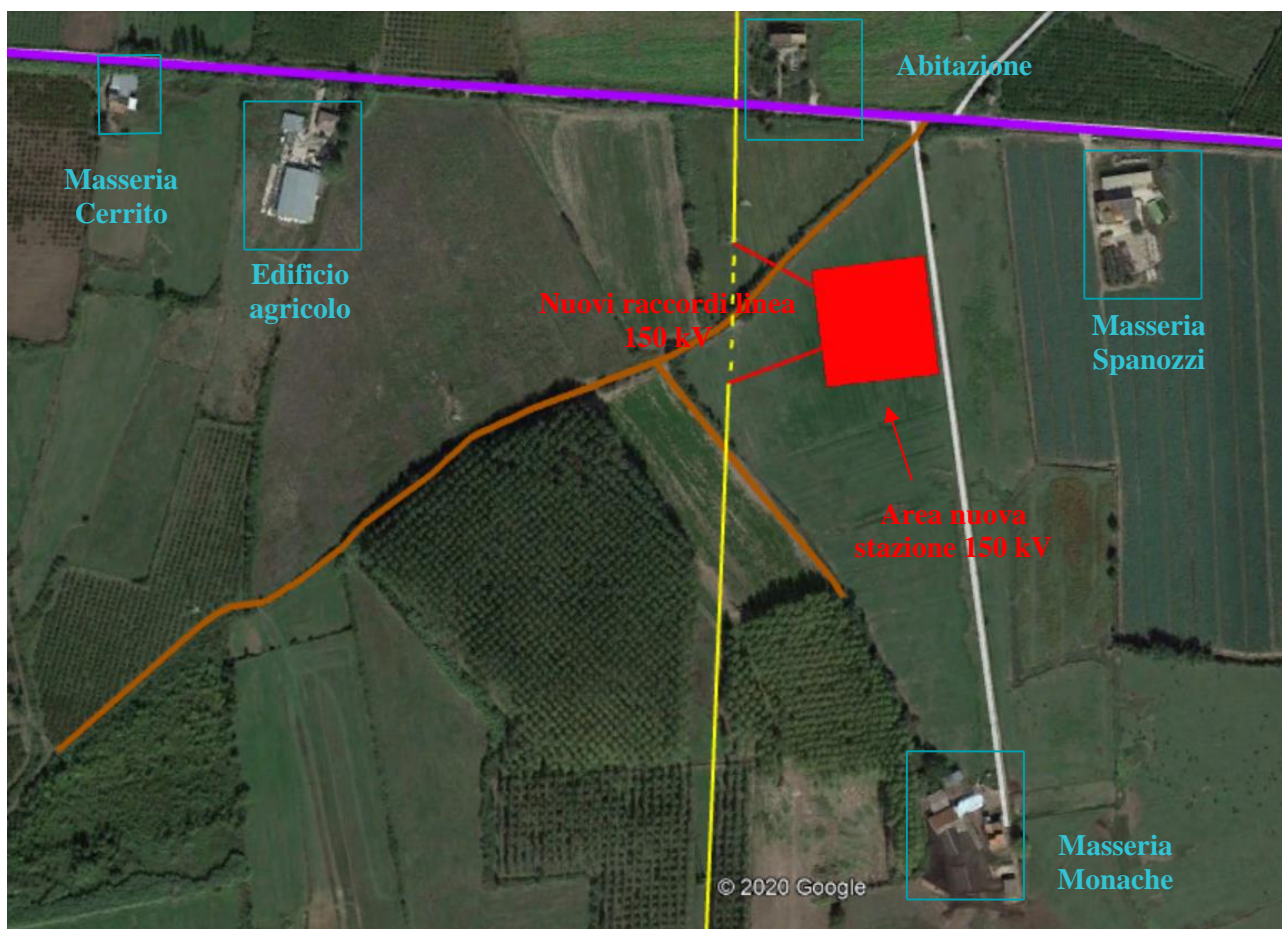 Abitazione
Masseria
Cerrito
Edificio
agricolo
Nuovi raccordi linea
150 kV
Masseria
Spanozzi
Area nuova
stazione 150 kV
Masseria
Monache
© 2020 Google